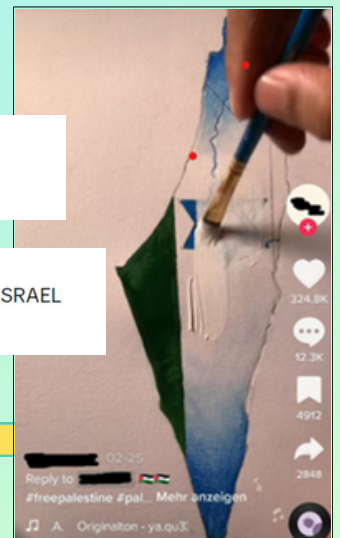 SRAEL
324.8K
12.3K
4912
2848
02-25
Reply to
#freepalestine #pal... Mehr anzeigen
Originalton - ya.qu3: